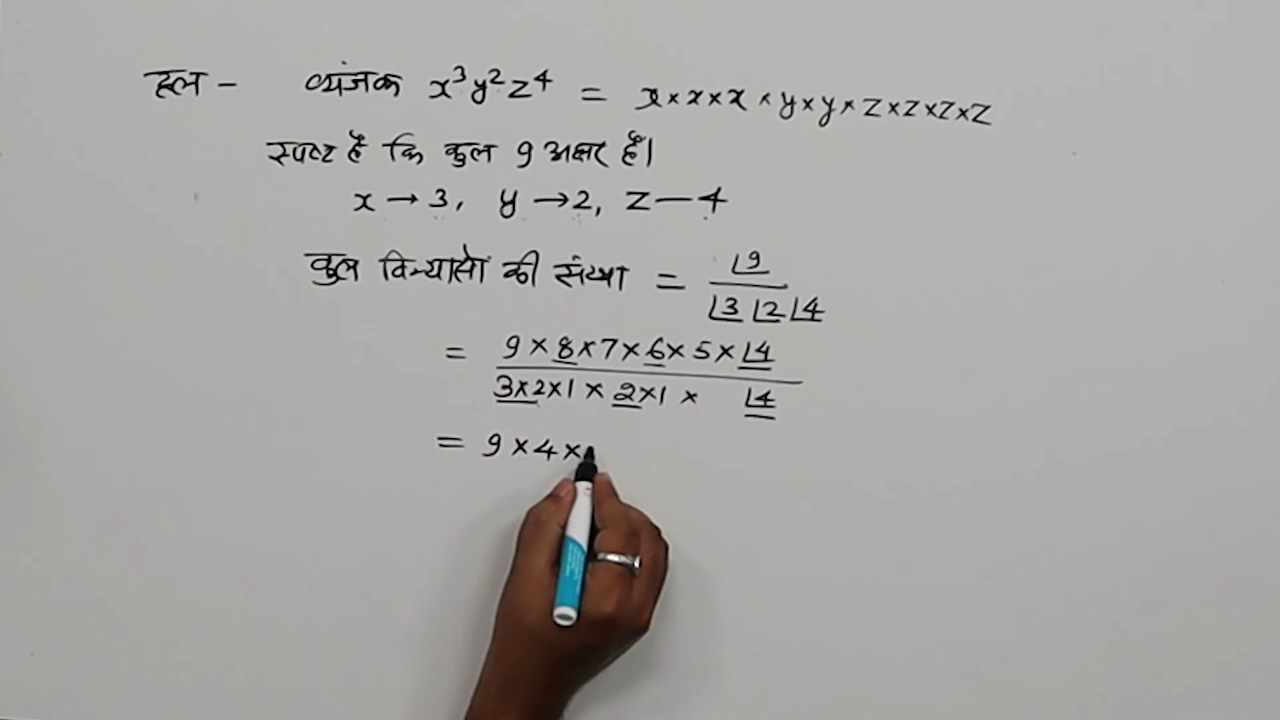 हल - व्यंजक x³y²z⁴ = x×x×x×y×y×z×z×z×z
स्पष्ट है कि कुल 9 अक्षर हैं।
x → 3, y → 2, z — 4
कुल विन्यासों की संख्या = ⌊9 / ⌊3 ⌊2 ⌊4
= 9×8×7×6×5×⌊4 / 3×2×1 × 2×1 × ⌊4
= 9×4×